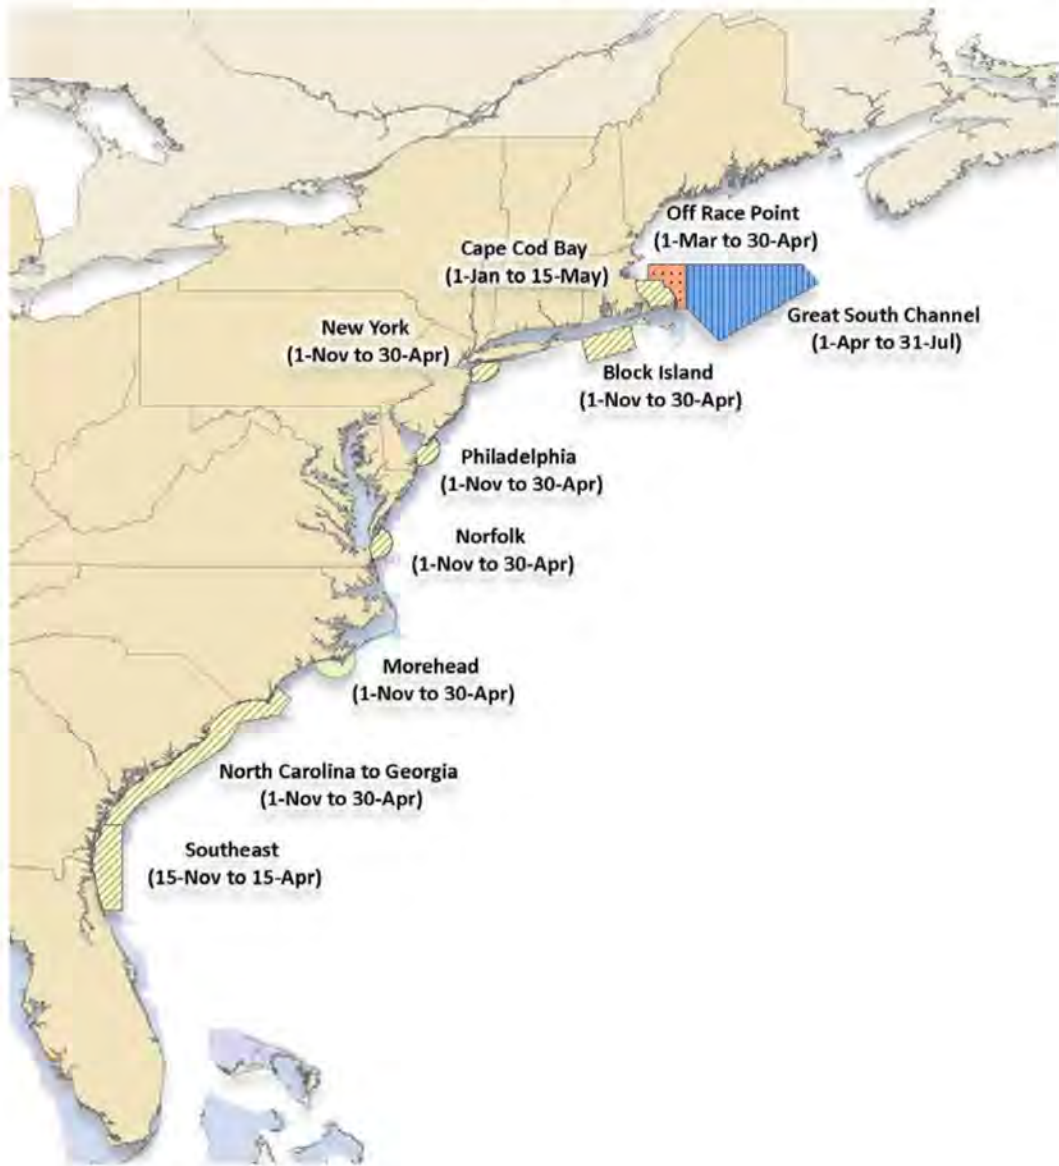 Off Race Point
(1-Mar to 30-Apr)
Cape Cod Bay
(1-Jan to 15-May)
Great South Channel
(1-Apr to 31-Jul)
New York
(1-Nov to 30-Apr)
Block Island
(1-Nov to 30-Apr)
Philadelphia
(1-Nov to 30-Apr)
Norfolk
(1-Nov to 30-Apr)
Morehead
(1-Nov to 30-Apr)
North Carolina to Georgia
(1-Nov to 30-Apr)
Southeast
(15-Nov to 15-Apr)